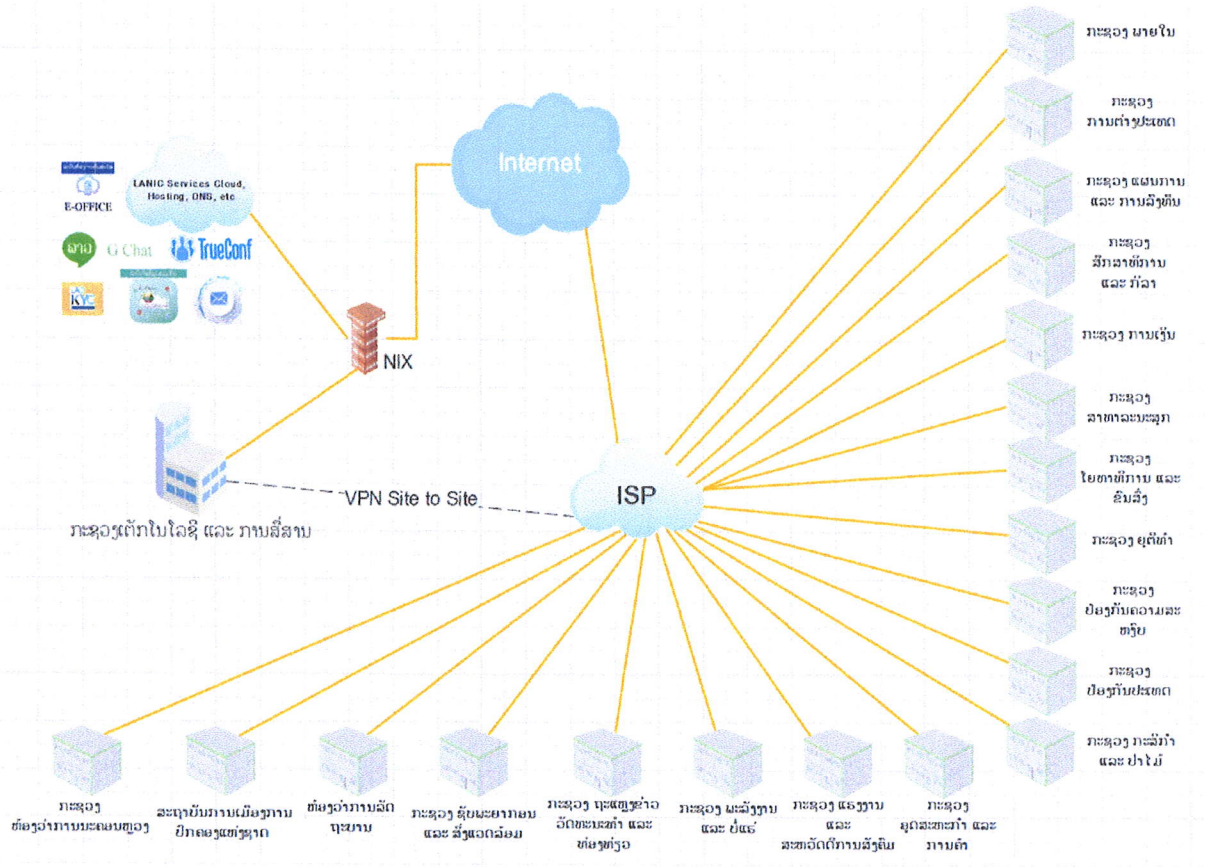 E-OFFICE
LANIC Services Cloud,
Hosting, DNS, etc
ລາວ
G Chat
TrueConf
KYC
Internet
NIX
ກະຊວງເຕັກໂນໂລຊີ ແລະ ການສື່ສານ
VPN Site to Site
ISP
ກະຊວງ ພາຍໃນ
ກະຊວງ
ການຕ່າງປະເທດ
ກະຊວງ ແຜນການ
ແລະ ການລົງທຶນ
ກະຊວງ
ສຶກສາທິການ
ແລະ ກິລາ
ກະຊວງ ການເງິນ
ກະຊວງ
ສາທາລະນະສຸກ
ກະຊວງ
ໂຍທາທິການ ແລະ
ຂົນສົ່ງ
ກະຊວງ ຍຸຕິທຳ
ກະຊວງ
ປ້ອງກັນຄວາມສະ
ຫງົບ
ກະຊວງ
ປ້ອງກັນປະເທດ
ກະຊວງ ກະສິກຳ
ແລະ ປ່າໄມ້
ກະຊວງ
ຫ້ອງວ່າການນະຄອນຫຼວງ
ສະຖາບັນການເມືອງການ
ປົກຄອງແຫ່ງຊາດ
ຫ້ອງວ່າການລັດ
ຖະບານ
ກະຊວງ ຊັບພະຍາກອນ
ແລະ ສິ່ງແວດລ້ອມ
ກະຊວງ ຖະແຫຼງຂ່າວ
ວັດທະນະທຳ ແລະ
ທ່ອງທ່ຽວ
ກະຊວງ ພະລັງງານ
ແລະ ບໍ່ແຮ່
ກະຊວງ ແຮງງານ
ແລະ
ສະຫວັດດີການສັງຄົມ
ກະຊວງ
ອຸດສະຫະກຳ ແລະ
ການຄ້າ